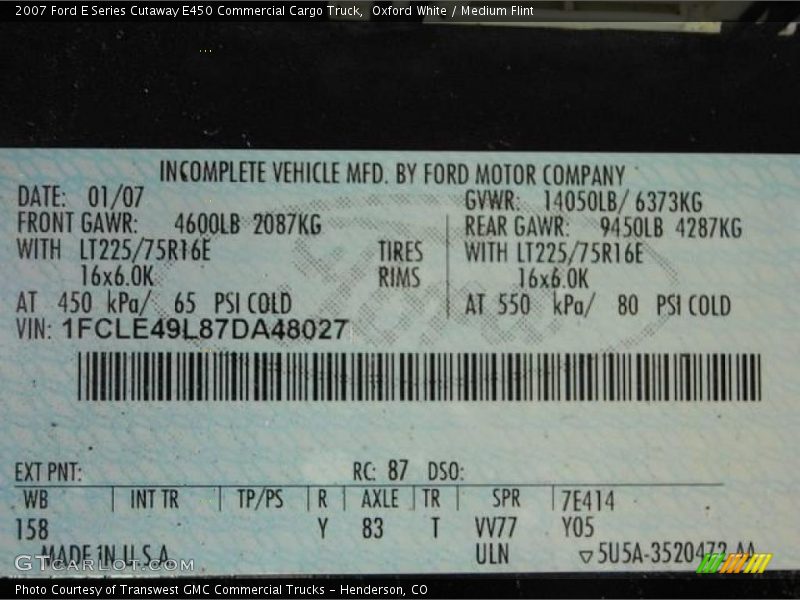 2007 Ford E Series Cutaway E450 Commercial Cargo Truck,  Oxford White / Medium Flint
INCOMPLETE VEHICLE MFD. BY FORD MOTOR COMPANY
DATE: 01/07 GVWR: 14050LB/ 6373KG
FRONT GAWR: 4600LB 2087KG REAR GAWR: 9450LB 4287KG
WITH LT225/75R16E TIRES WITH LT225/75R16E
16x6.0K RIMS 16x6.0K
AT 450 kPa/ 65 PSI COLD AT 550 kPa/ 80 PSI COLD
VIN: 1FCLE49L87DA48027
EXT PNT: RC: 87 DSO:
WB INT TR TP/PS R AXLE TR SPR 7E414
158 Y 83 T VV77 Y05
MADE IN U.S.A. ULN ▽5U5A-3520472-AA
GTCarLot.com
Photo Courtesy of Transwest GMC Commercial Trucks - Henderson, CO